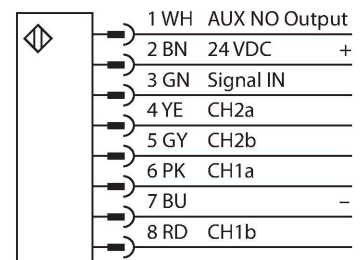 1 WH AUX NO Output
2 BN 24 VDC +
3 GN Signal IN
4 YE CH2a
5 GY CH2b
6 PK CH1a
7 BU –
8 RD CH1b